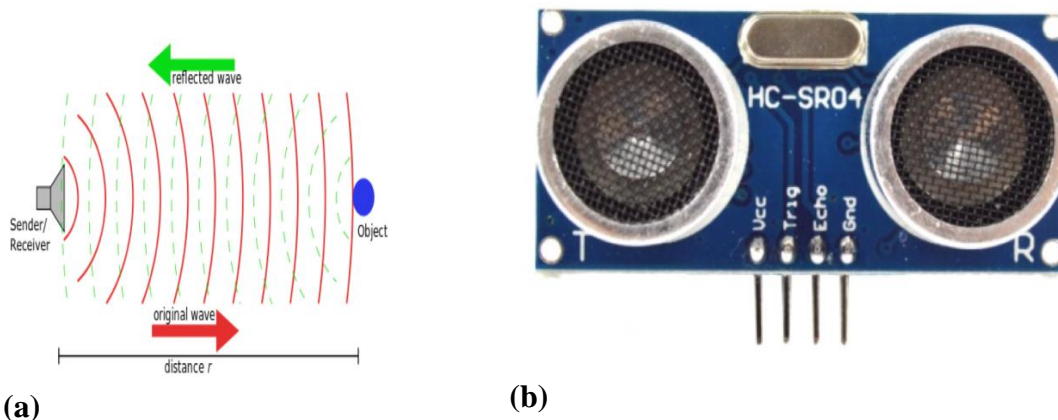 reflected wave
Sender/
Receiver
Object
original wave
distance r
(a)
HC-SR04
Vcc
Trig
Echo
Gnd
T
R
(b)